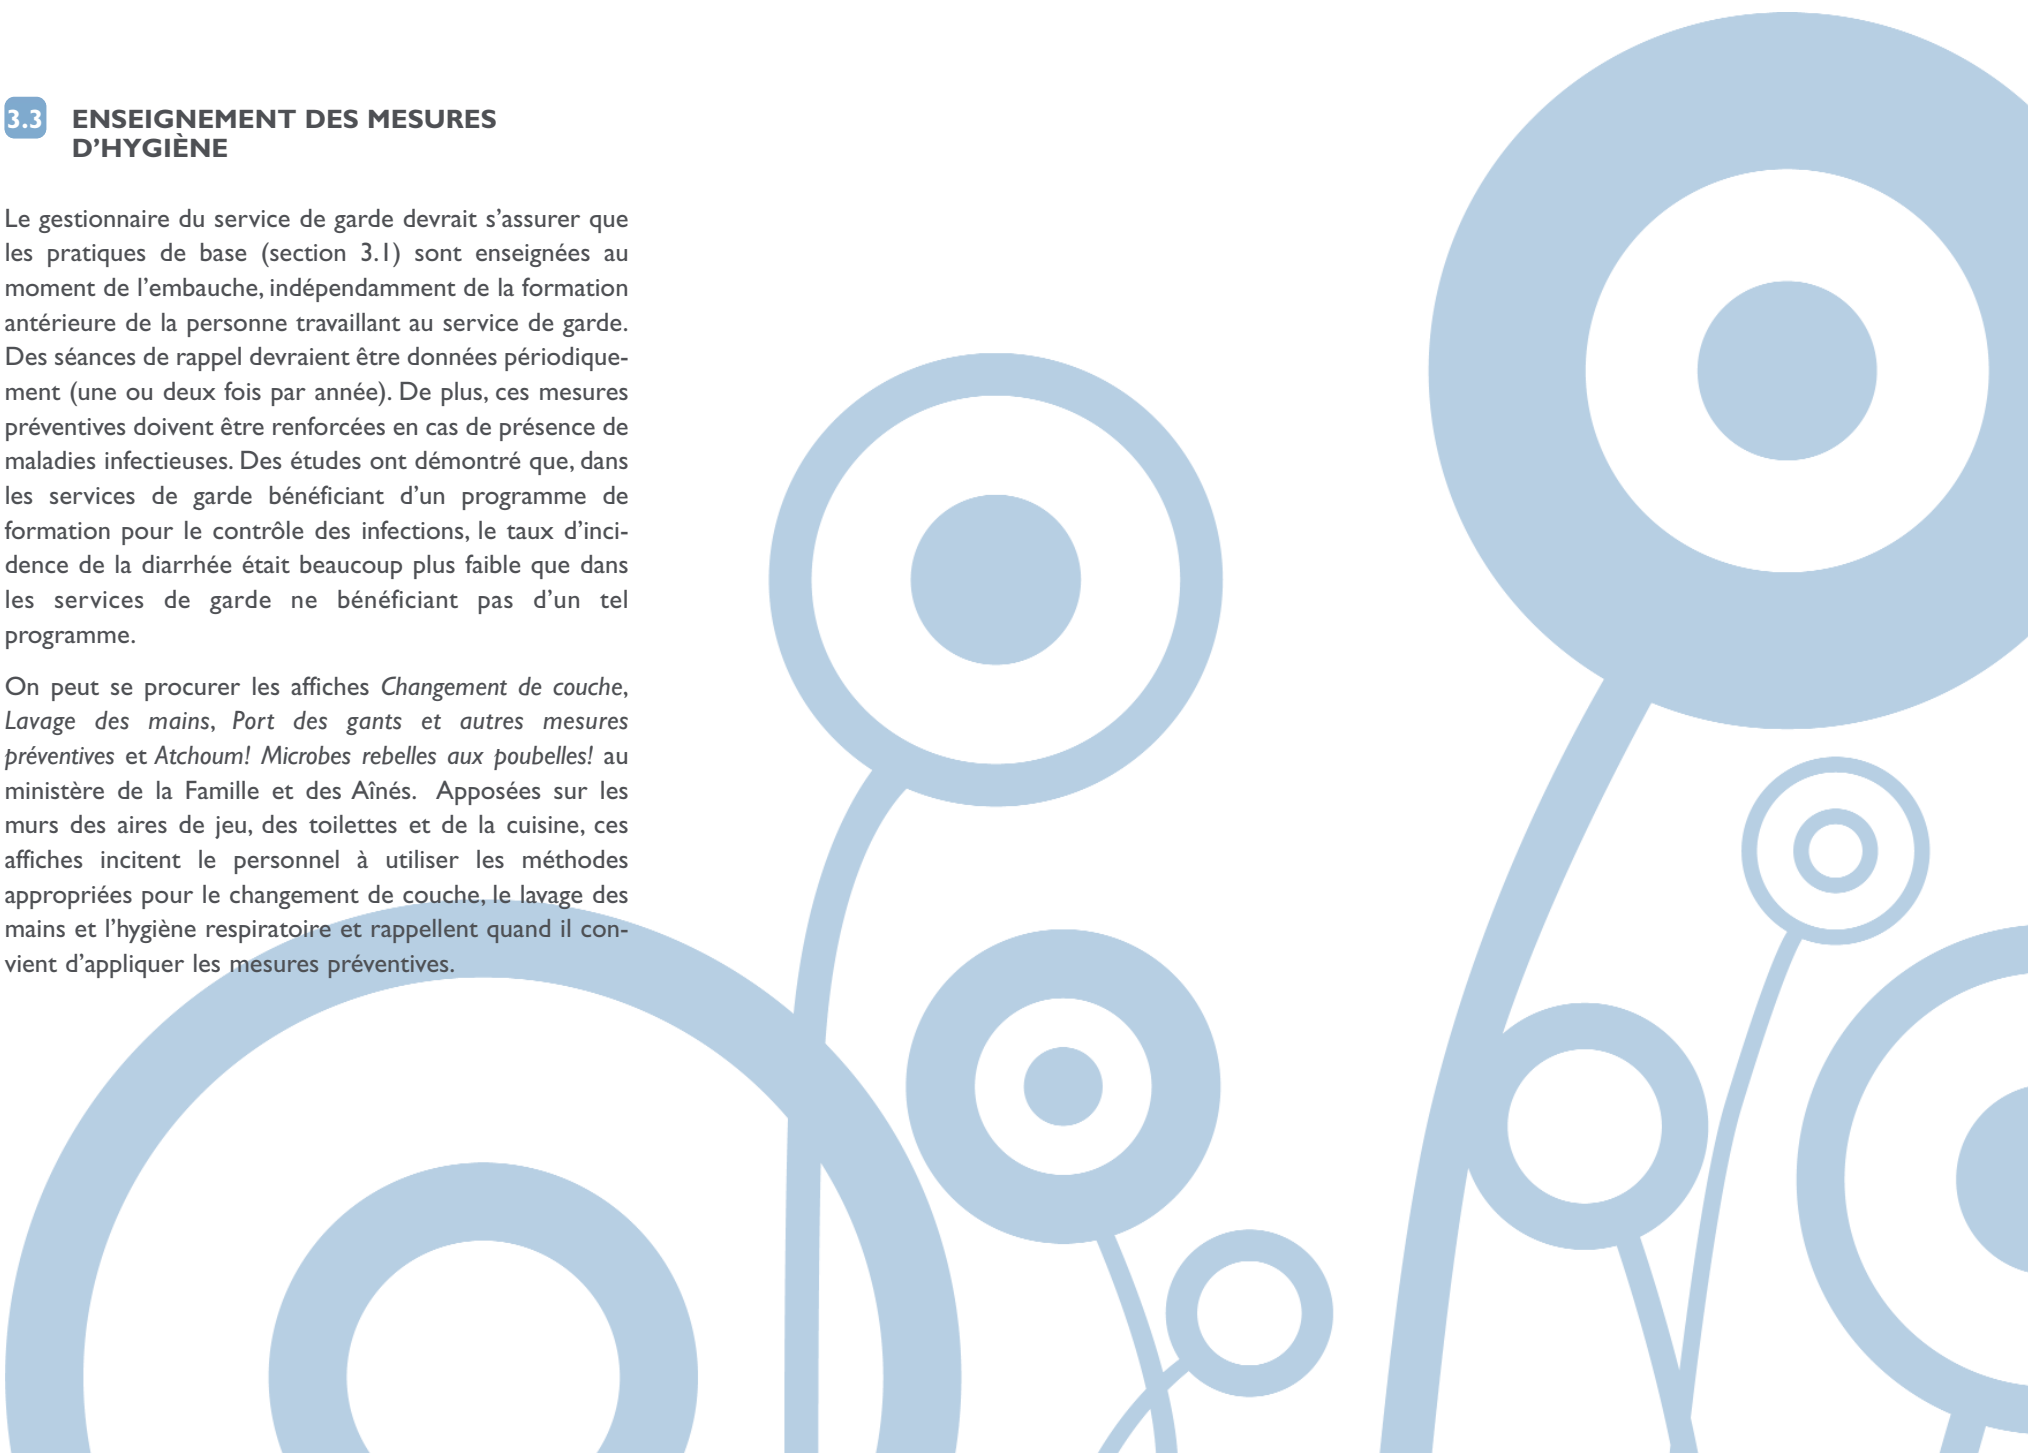 3.3 ENSEIGNEMENT DES MESURES
D’HYGIÈNE
Le gestionnaire du service de garde devrait s’assurer que
les pratiques de base (section 3.1) sont enseignées au
moment de l’embauche, indépendamment de la formation
antérieure de la personne travaillant au service de garde.
Des séances de rappel devraient être données périodique-
ment (une ou deux fois par année). De plus, ces mesures
préventives doivent être renforcées en cas de présence de
maladies infectieuses. Des études ont démontré que, dans
les services de garde bénéficiant d’un programme de
formation pour le contrôle des infections, le taux d’inci-
dence de la diarrhée était beaucoup plus faible que dans
les services de garde ne bénéficiant pas d’un tel
programme.
On peut se procurer les affiches Changement de couche,
Lavage des mains, Port des gants et autres mesures
préventives et Atchoum! Microbes rebelles aux poubelles! au
ministère de la Famille et des Aînés. Apposées sur les
murs des aires de jeu, des toilettes et de la cuisine, ces
affiches incitent le personnel à utiliser les méthodes
appropriées pour le changement de couche, le lavage des
mains et l’hygiène respiratoire et rappellent quand il con-
vient d’appliquer les mesures préventives.